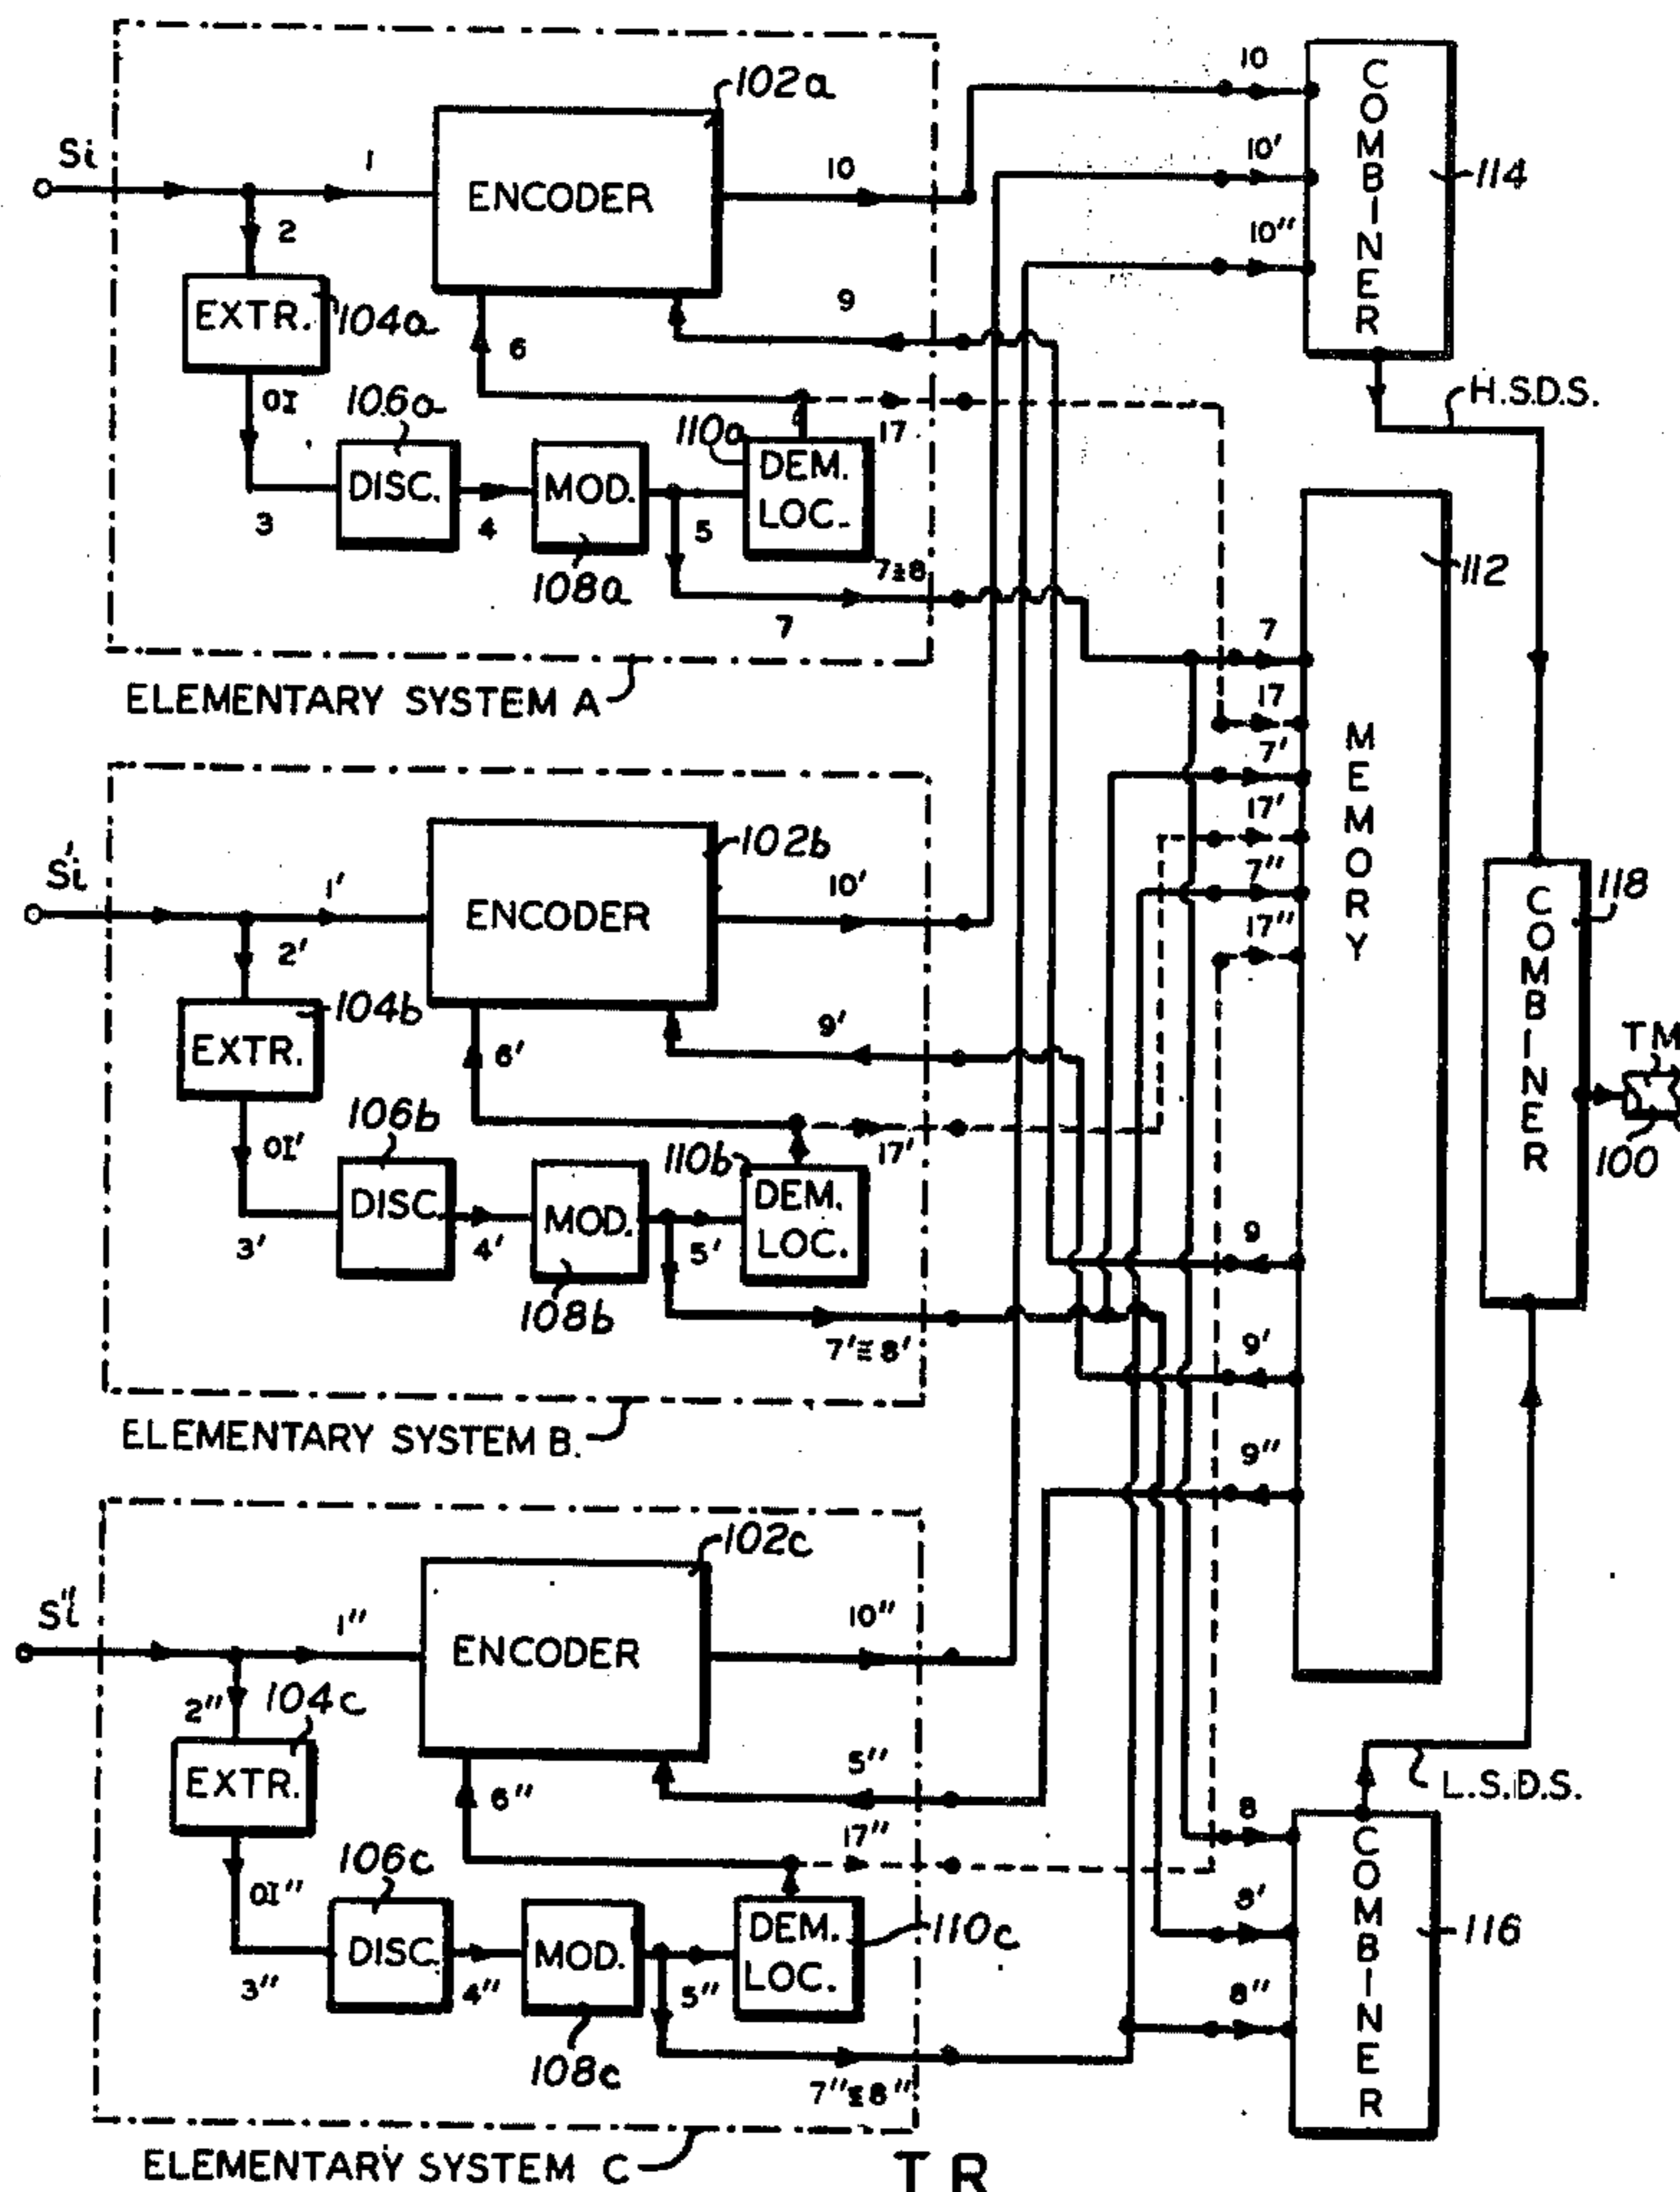 102a
10
COMBINER
Si
1
10
10'
114
ENCODER
2
10"
EXTR.
104a
9
6
OI
106a
H.S.D.S.
110a
17
DISC.
MOD.
DEM.
LOC.
3
4
5
112
7≡8
108a
7
7
ELEMENTARY SYSTEM A
17
MEMORY
7'
17'
102b
S'i
1'
10'
7"
118
ENCODER
COMBINER
17"
2'
104b
EXTR.
9'
6'
TM
106b
OI'
17'
110b
100
DISC.
MOD.
DEM.
LOC.
3'
4'
5'
9
108b
7'≡8'
9'
ELEMENTARY SYSTEM B.
9"
102c
S"i
1"
10"
ENCODER
2"
104c
EXTR.
5"
6"
L.S.D.S.
17"
8
COMBINER
106c
OI"
8'
DISC.
MOD.
DEM.
LOC.
110c
116
3"
4"
5"
8"
108c
7"≡8"
ELEMENTARY SYSTEM C
TR